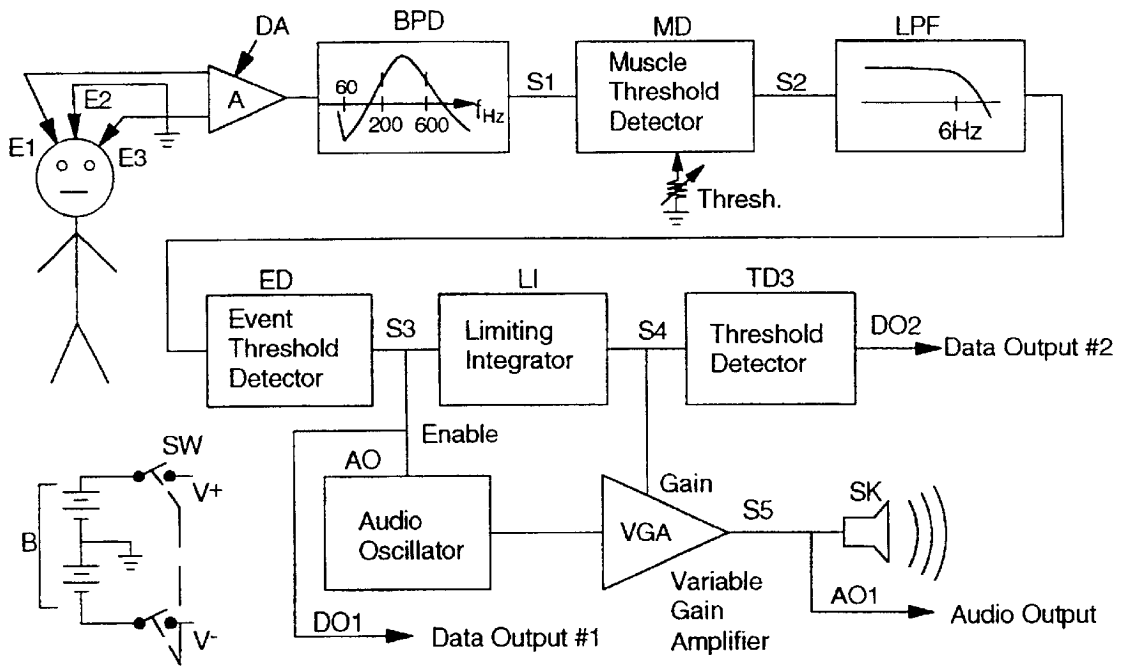 DA
BPD
MD
LPF
E2
A
60
200
600
fHz
S1
Muscle
Threshold
Detector
S2
6Hz
E1
E3
Thresh.
ED
LI
TD3
Event
Threshold
Detector
S3
Limiting
Integrator
S4
Threshold
Detector
DO2
Data Output #2
Enable
SW
V+
B
V-
AO
Audio
Oscillator
Gain
VGA
S5
SK
Variable
Gain
Amplifier
AO1
Audio Output
DO1
Data Output #1